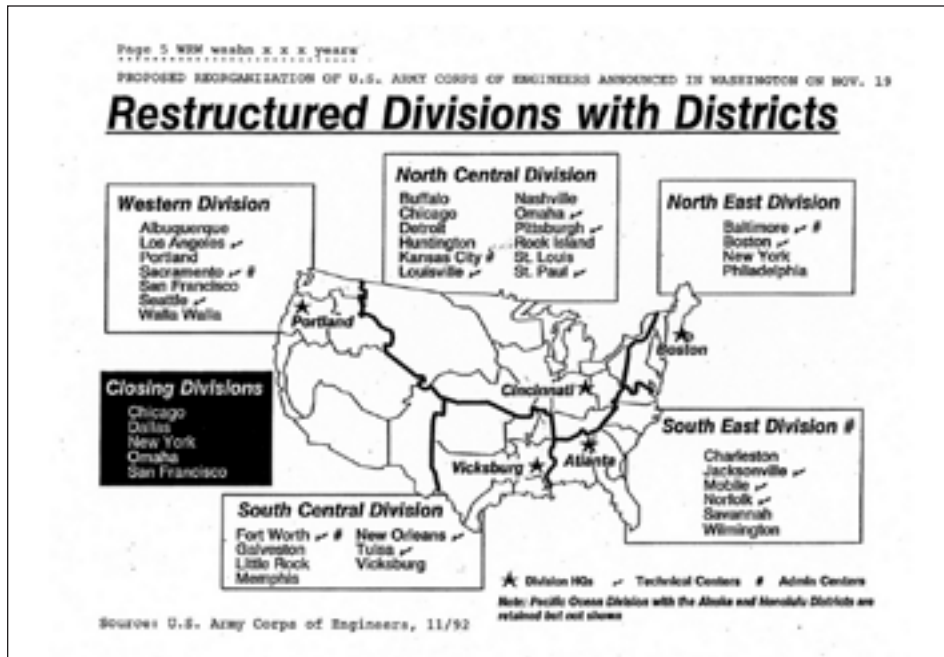 Page 5 WRW washn x x x years
PROPOSED REORGANIZATION OF U.S. ARMY CORPS OF ENGINEERS ANNOUNCED IN WASHINGTON ON NOV. 19
Restructured Divisions with Districts
Western Division
Albuquerque
Los Angeles ✓
Portland
Sacramento ✓ #
San Francisco
Seattle ✓
Walla Walla
North Central Division
Buffalo Nashville
Chicago Omaha ✓
Detroit Pittsburgh ✓
Huntington Rock Island
Kansas City # St. Louis
Louisville ✓ St. Paul ✓
North East Division
Baltimore ✓ #
Boston ✓
New York
Philadelphia
Portland
Boston
Cincinnati
Closing Divisions
Chicago
Dallas
New York
Omaha
San Francisco
Vicksburg
Atlanta
South East Division #
Charleston
Jacksonville ✓
Mobile ✓
Norfolk ✓
Savannah
Wilmington
South Central Division
Fort Worth ✓ # New Orleans ✓
Galveston Tulsa ✓
Little Rock Vicksburg
Memphis
★ Division HQs ✓ Technical Centers # Admin Centers
Note: Pacific Ocean Division with the Alaska and Honolulu Districts are
retained but not shown
Source: U.S. Army Corps of Engineers, 11/92